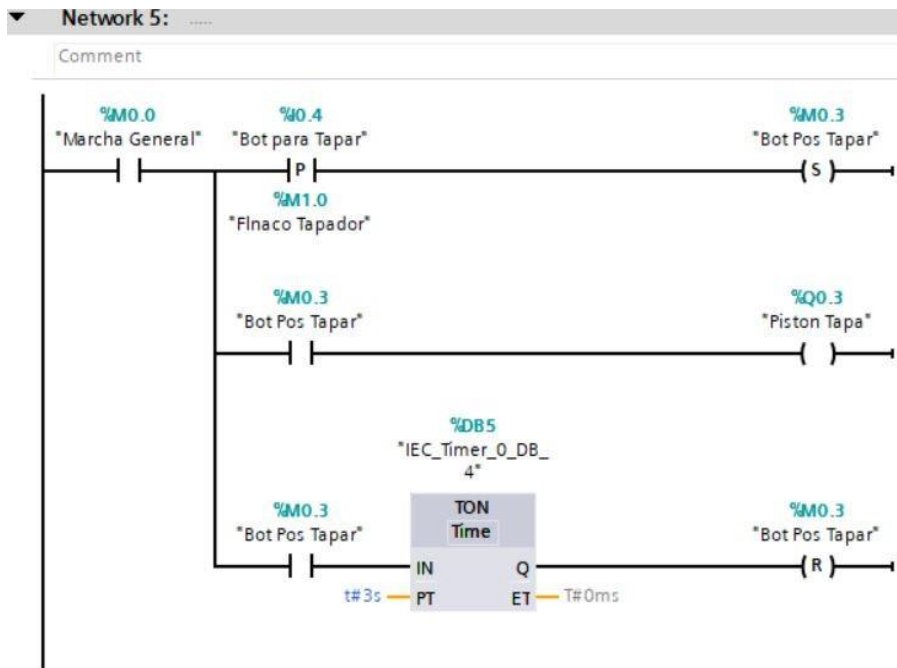 Network 5: .....
Comment
%M0.0
"Marcha General"
%I0.4
"Bot para Tapar"
P
%M1.0
"Flnaco Tapador"
%M0.3
"Bot Pos Tapar"
S
%M0.3
"Bot Pos Tapar"
%Q0.3
"Piston Tapa"
%DB5
"IEC_Timer_0_DB_
4"
%M0.3
"Bot Pos Tapar"
TON
Time
IN
Q
t#3s
PT
ET
T#0ms
%M0.3
"Bot Pos Tapar"
R